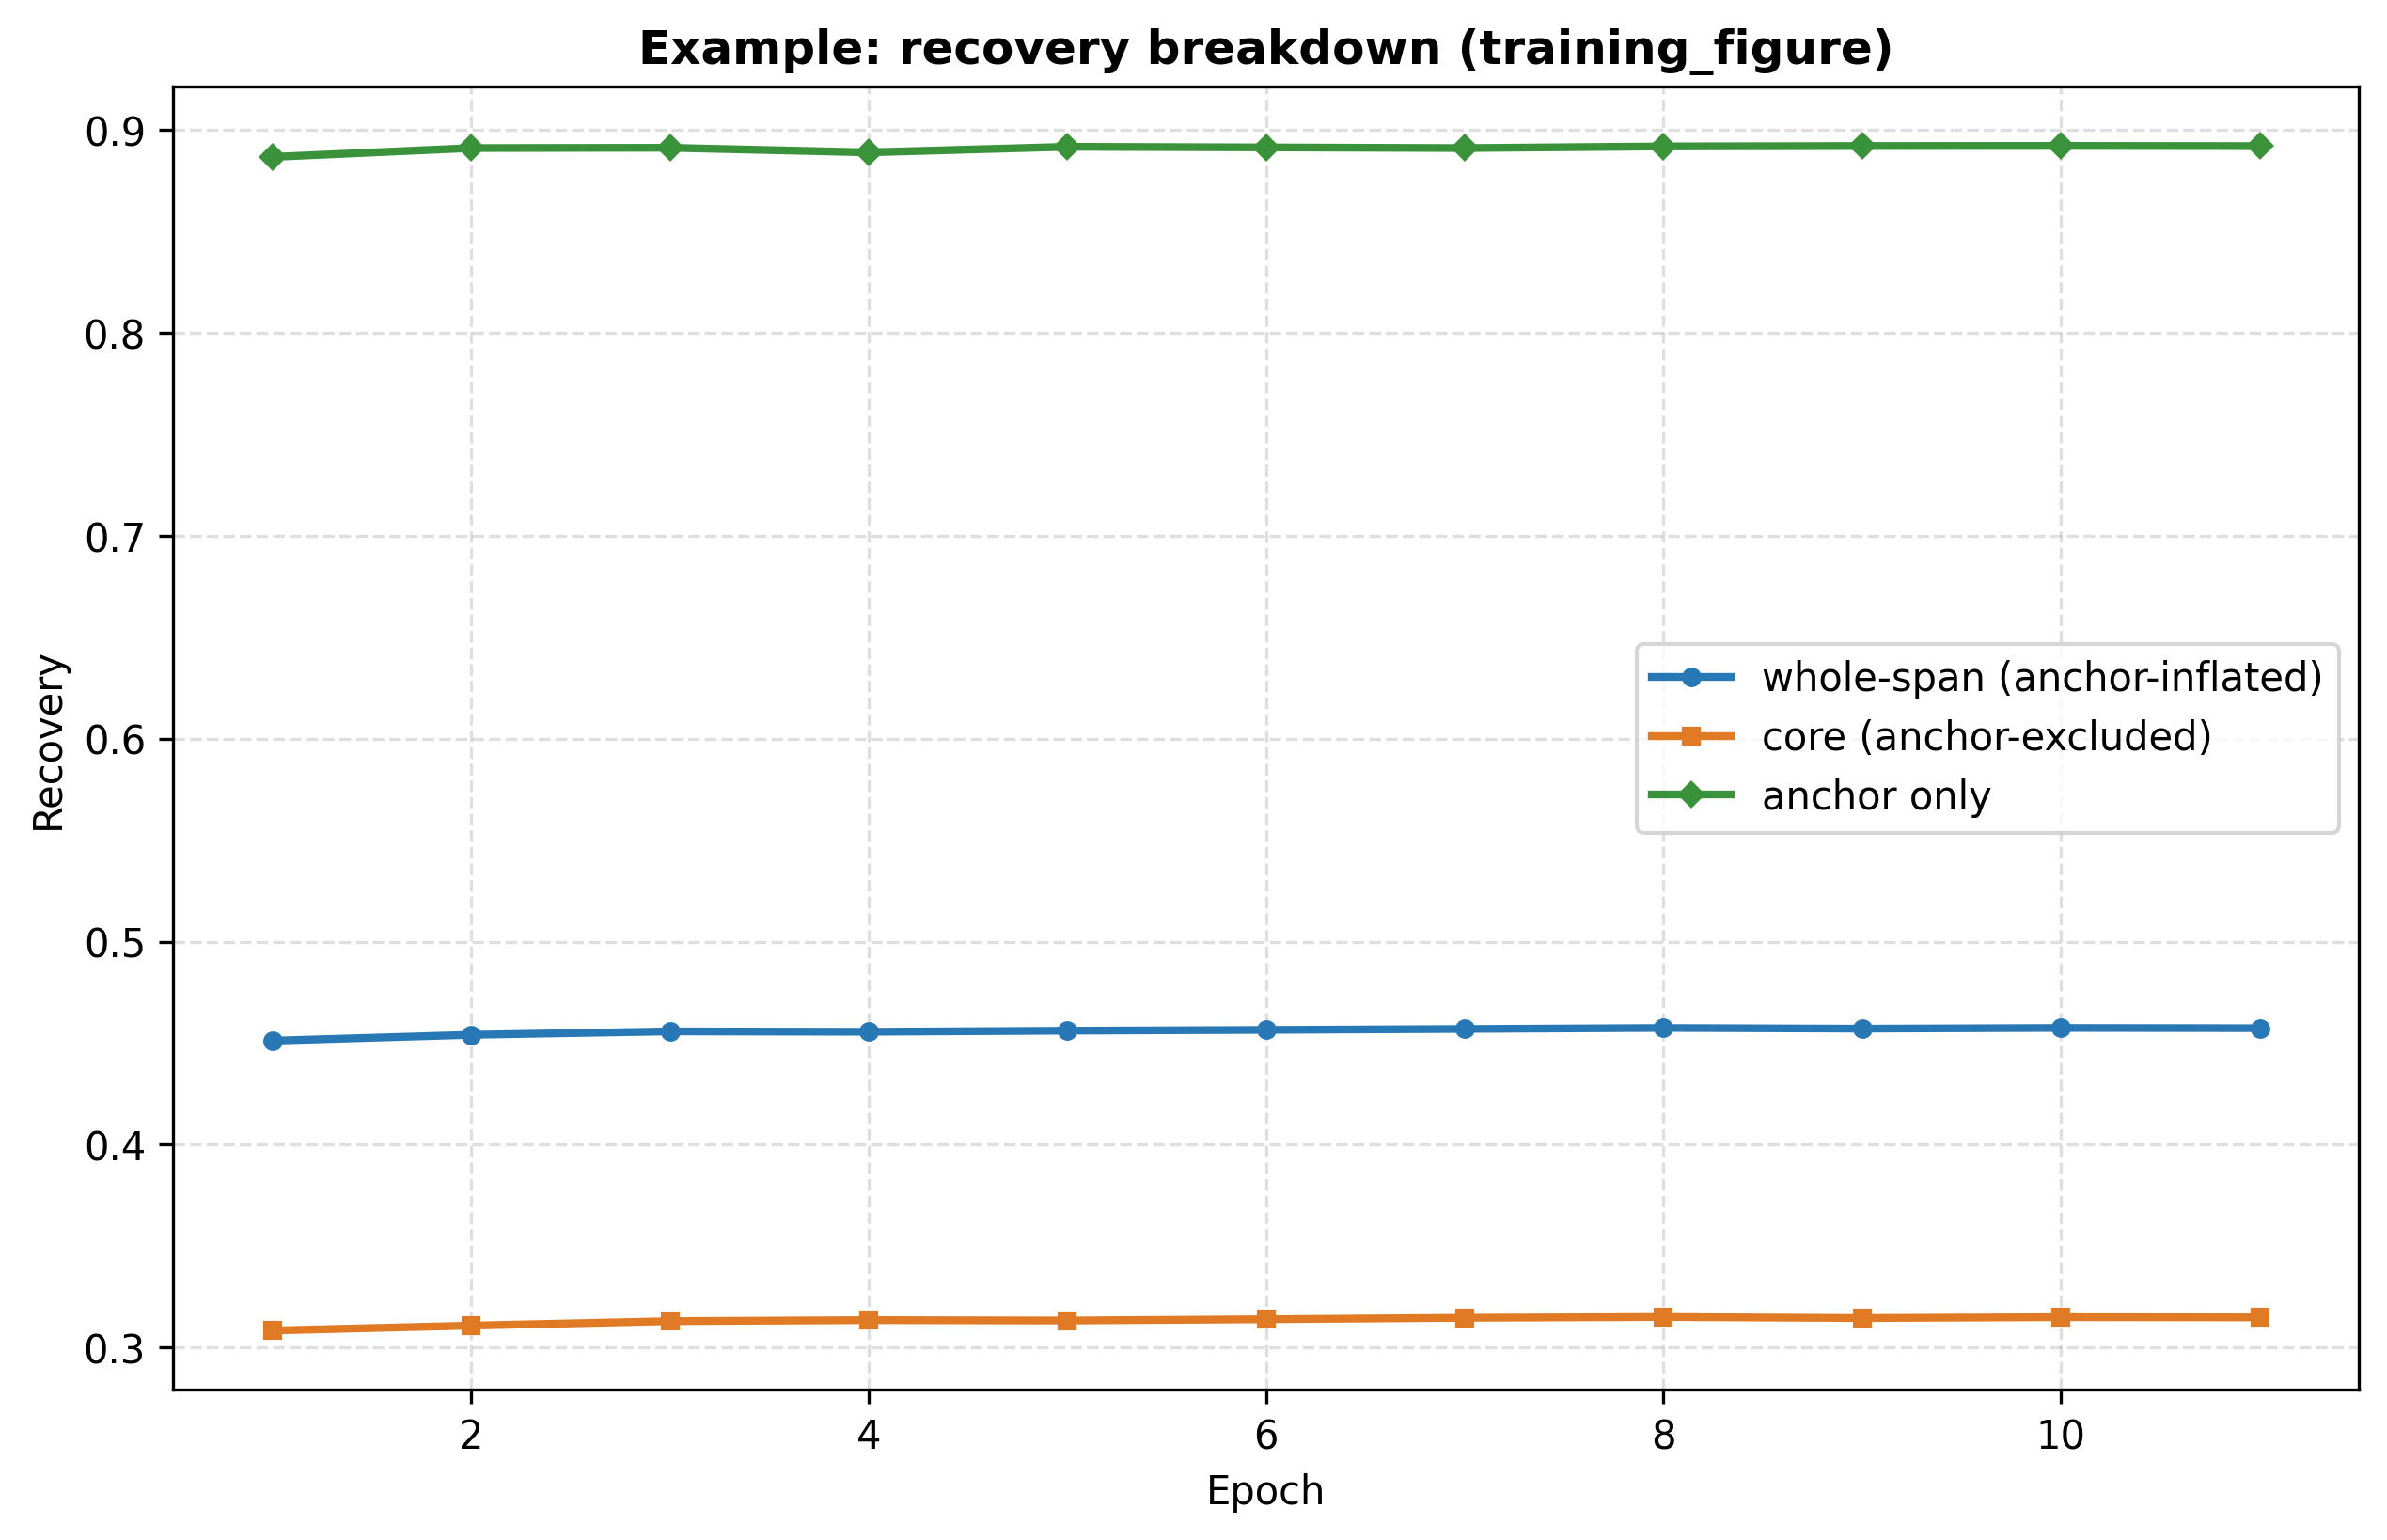 Example: recovery breakdown (training_figure)
Recovery
0.9
0.8
0.7
0.6
0.5
0.4
0.3
whole-span (anchor-inflated)
core (anchor-excluded)
anchor only
2 4 6 8 10
Epoch